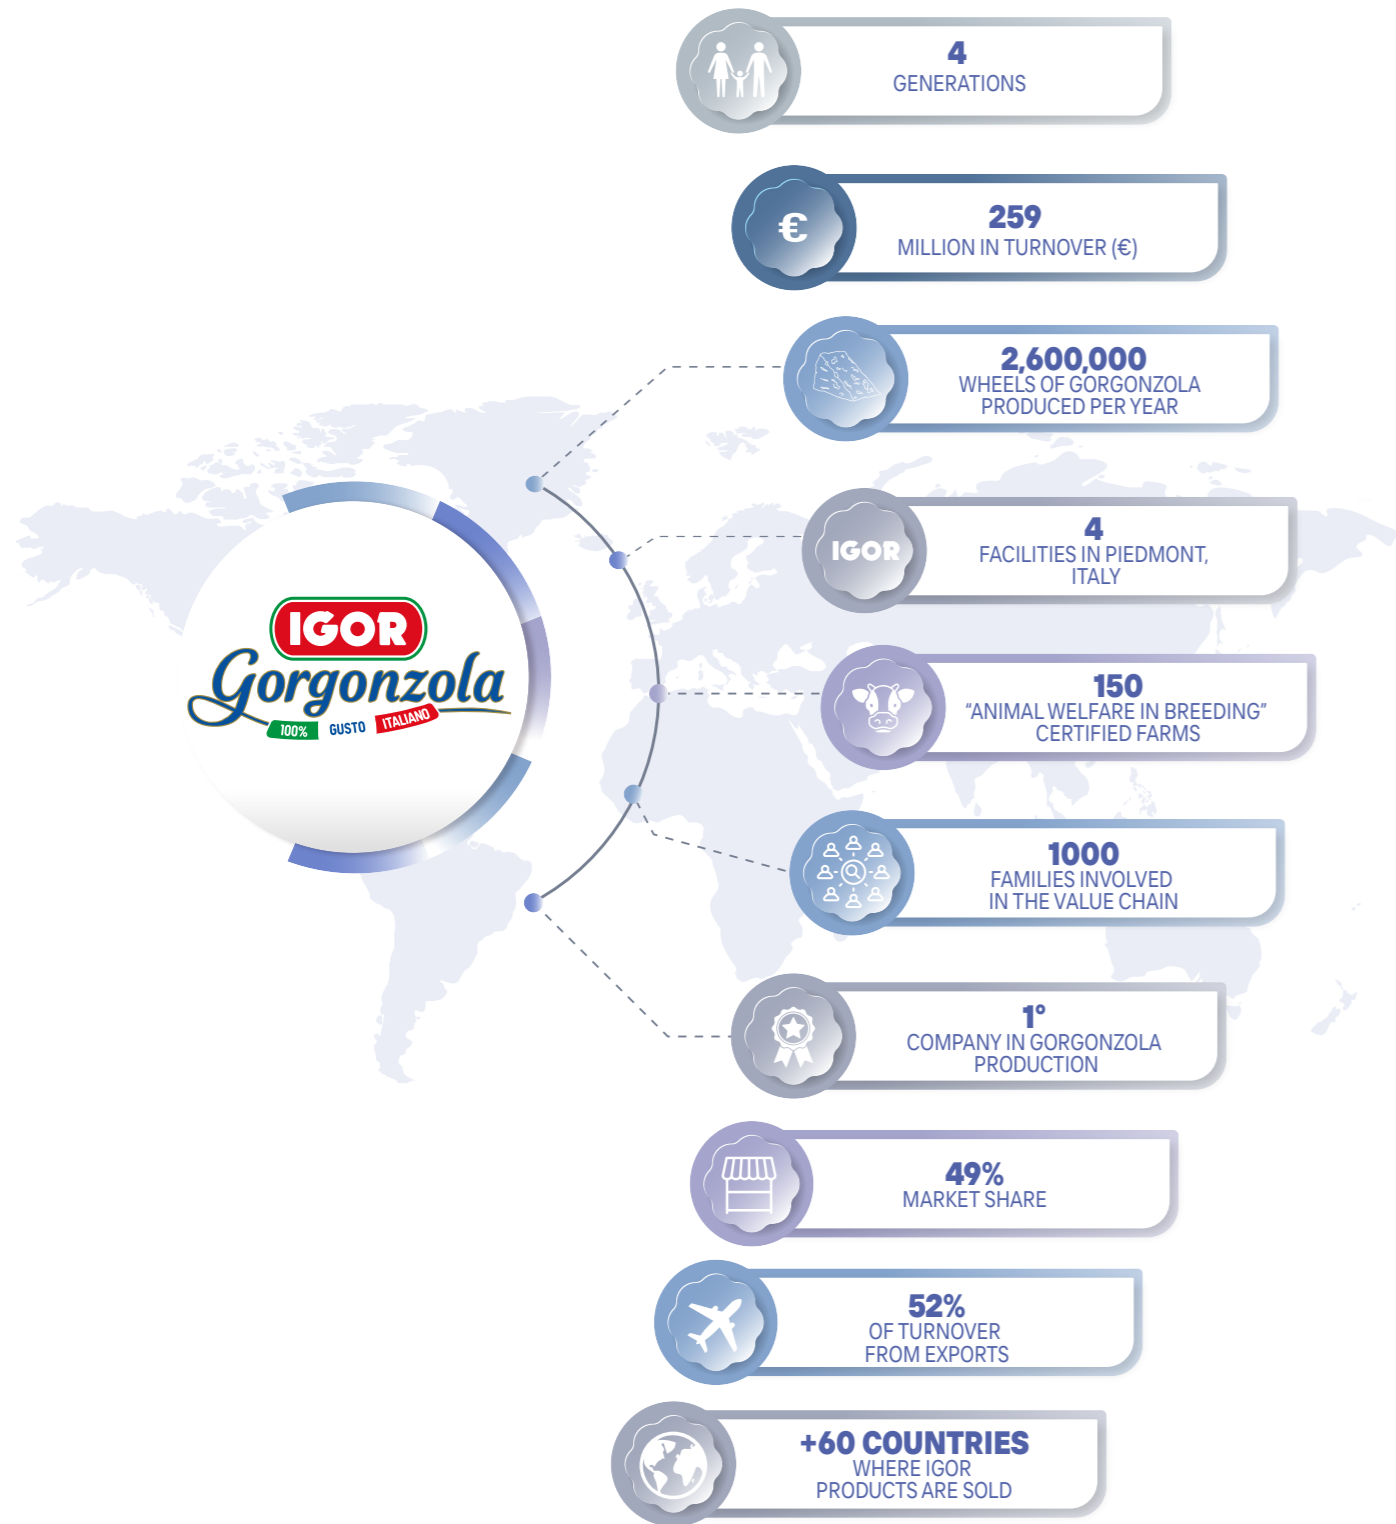 4
GENERATIONS
€
259
MILLION IN TURNOVER (€)
2,600,000
WHEELS OF GORGONZOLA
PRODUCED PER YEAR
IGOR
4
FACILITIES IN PIEDMONT,
ITALY
IGOR
Gorgonzola
100% GUSTO ITALIANO
150
“ANIMAL WELFARE IN BREEDING”
CERTIFIED FARMS
1000
FAMILIES INVOLVED
IN THE VALUE CHAIN
1°
COMPANY IN GORGONZOLA
PRODUCTION
49%
MARKET SHARE
52%
OF TURNOVER
FROM EXPORTS
+60 COUNTRIES
WHERE IGOR
PRODUCTS ARE SOLD